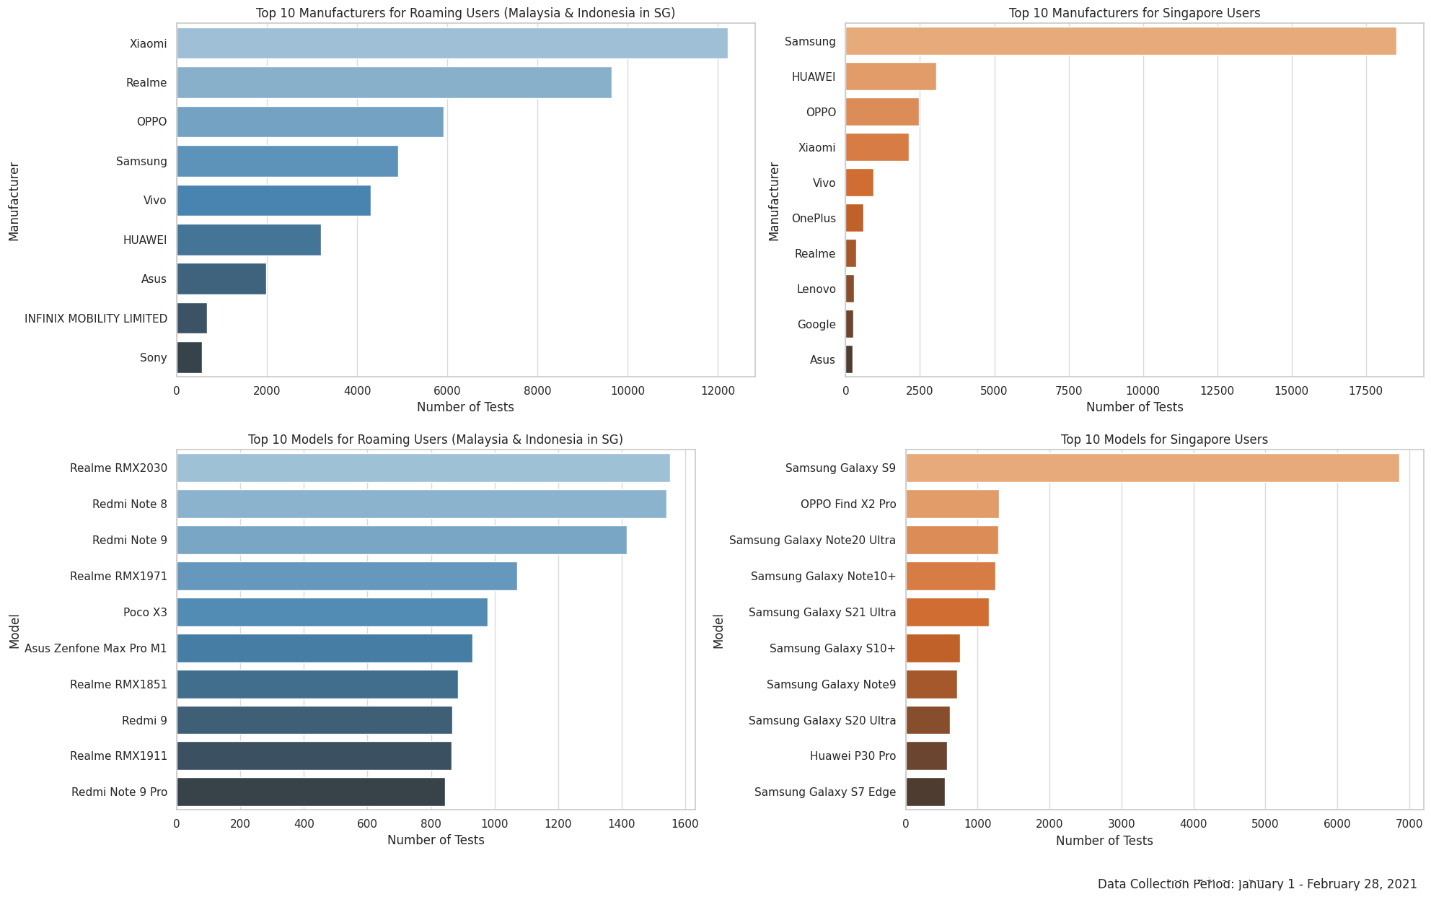 Top 10 Manufacturers for Roaming Users (Malaysia & Indonesia in SG)
Manufacturer
Xiaomi
Realme
OPPO
Samsung
Vivo
HUAWEI
Asus
INFINIX MOBILITY LIMITED
Sony
0 2000 4000 6000 8000 10000 12000
Number of Tests
Top 10 Manufacturers for Singapore Users
Manufacturer
Samsung
HUAWEI
OPPO
Xiaomi
Vivo
OnePlus
Realme
Lenovo
Google
Asus
0 2500 5000 7500 10000 12500 15000 17500
Number of Tests
Top 10 Models for Roaming Users (Malaysia & Indonesia in SG)
Model
Realme RMX2030
Redmi Note 8
Redmi Note 9
Realme RMX1971
Poco X3
Asus Zenfone Max Pro M1
Realme RMX1851
Redmi 9
Realme RMX1911
Redmi Note 9 Pro
0 200 400 600 800 1000 1200 1400 1600
Number of Tests
Top 10 Models for Singapore Users
Model
Samsung Galaxy S9
OPPO Find X2 Pro
Samsung Galaxy Note20 Ultra
Samsung Galaxy Note10+
Samsung Galaxy S21 Ultra
Samsung Galaxy S10+
Samsung Galaxy Note9
Samsung Galaxy S20 Ultra
Huawei P30 Pro
Samsung Galaxy S7 Edge
0 1000 2000 3000 4000 5000 6000 7000
Number of Tests
Data Collection Period: January 1 - February 28, 2021